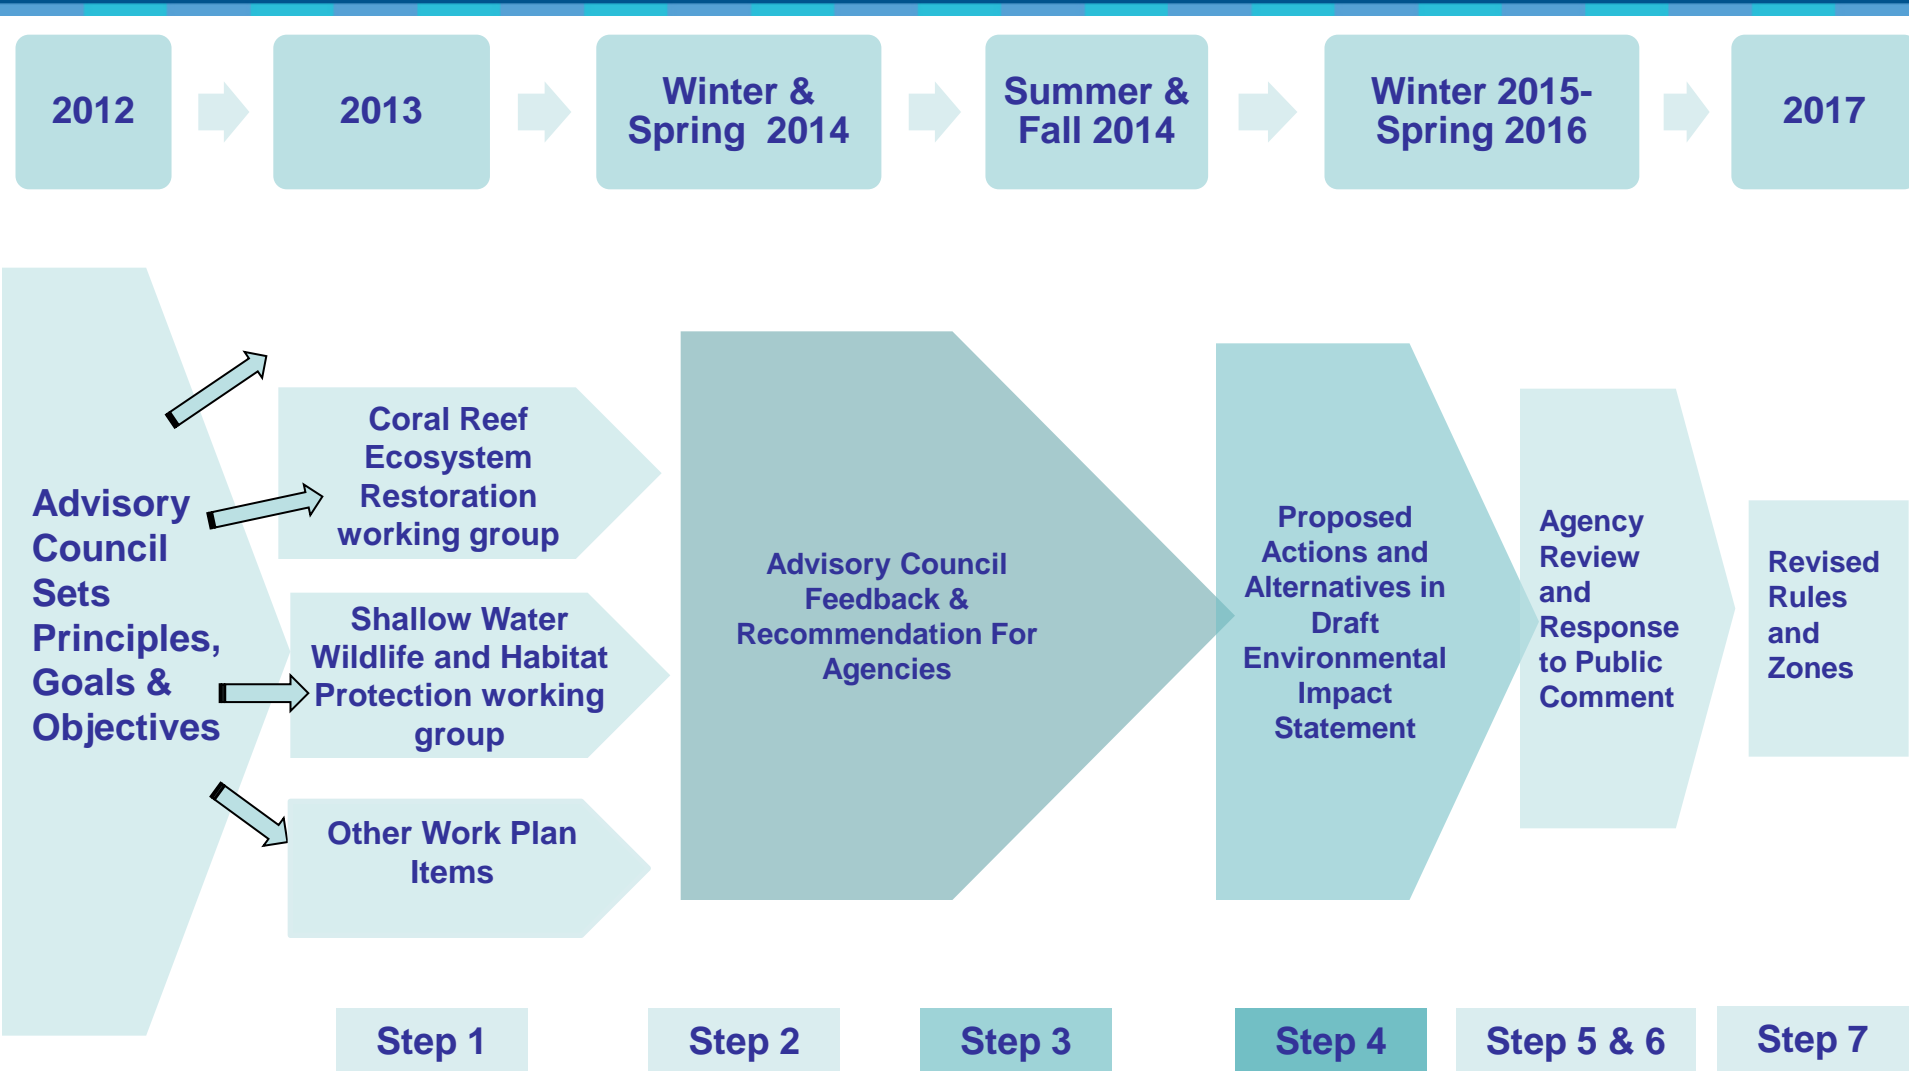 2012
2013
Winter &
Spring 2014
Summer &
Fall 2014
Winter 2015-
Spring 2016
2017
Advisory
Council
Sets
Principles,
Goals &
Objectives
Coral Reef
Ecosystem
Restoration
working group
Shallow Water
Wildlife and Habitat
Protection working
group
Other Work Plan
Items
Advisory Council
Feedback &
Recommendation For
Agencies
Proposed
Actions and
Alternatives in
Draft
Environmental
Impact
Statement
Agency
Review
and
Response
to Public
Comment
Revised
Rules
and
Zones
Step 1
Step 2
Step 3
Step 4
Step 5 & 6
Step 7